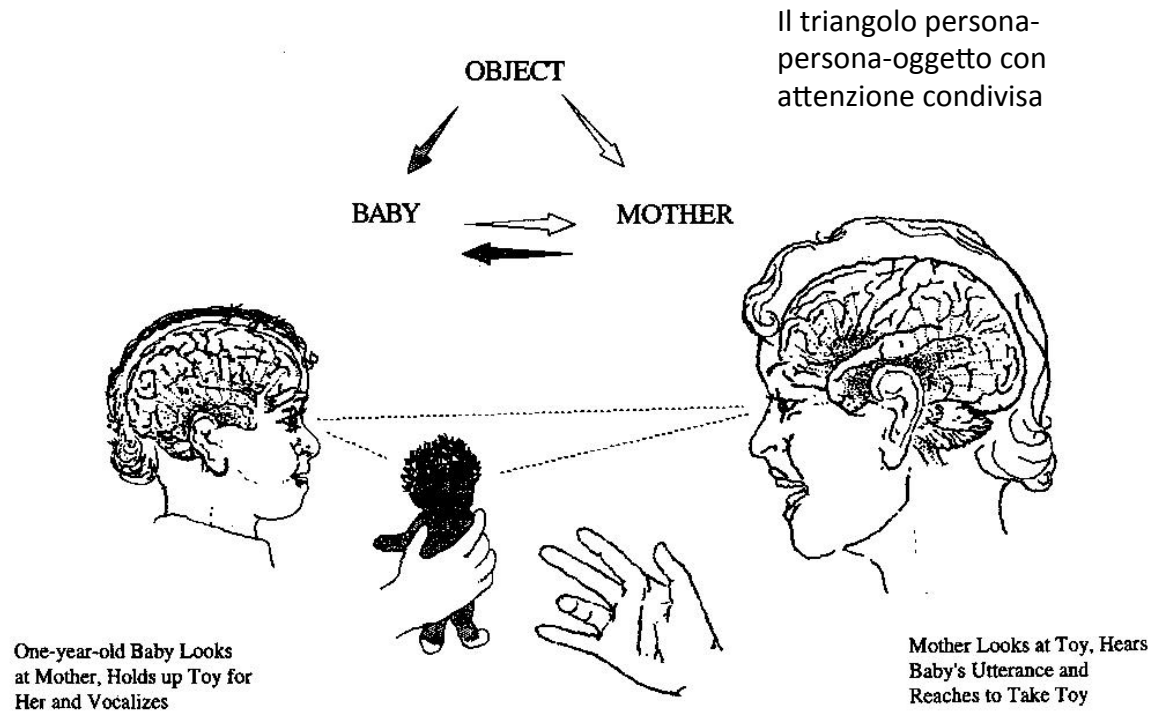 Il triangolo persona-
persona-oggetto con
attenzione condivisa
OBJECT
BABY
MOTHER
One-year-old Baby Looks
at Mother, Holds up Toy for
Her and Vocalizes
Mother Looks at Toy, Hears
Baby's Utterance and
Reaches to Take Toy